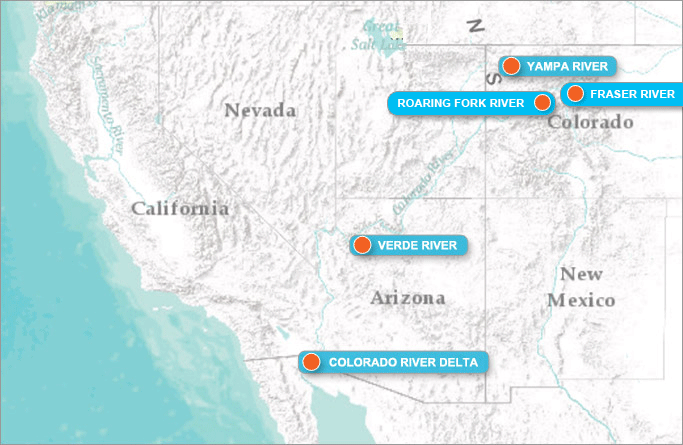 Klamath
Great
Salt Lake
N
S
YAMPA RIVER
FRASER RIVER
ROARING FORK RIVER
Nevada
Colorado
Sacramento River
Colorado River
California
VERDE RIVER
New
Mexico
Arizona
COLORADO RIVER DELTA